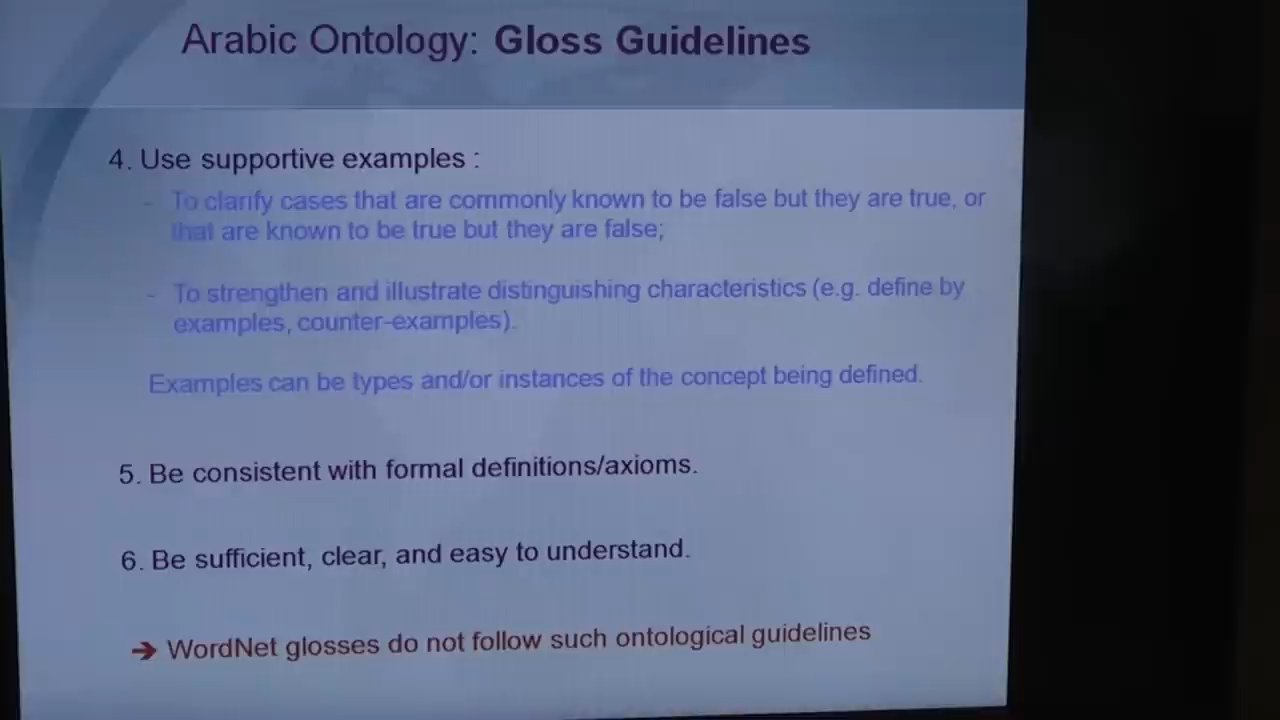 Arabic Ontology: Gloss Guidelines
4. Use supportive examples :
- To clarify cases that are commonly known to be false but they are true, or
that are known to be true but they are false;
- To strengthen and illustrate distinguishing characteristics (e.g. define by
examples, counter-examples).
Examples can be types and/or instances of the concept being defined.
5. Be consistent with formal definitions/axioms.
6. Be sufficient, clear, and easy to understand.
➔ WordNet glosses do not follow such ontological guidelines